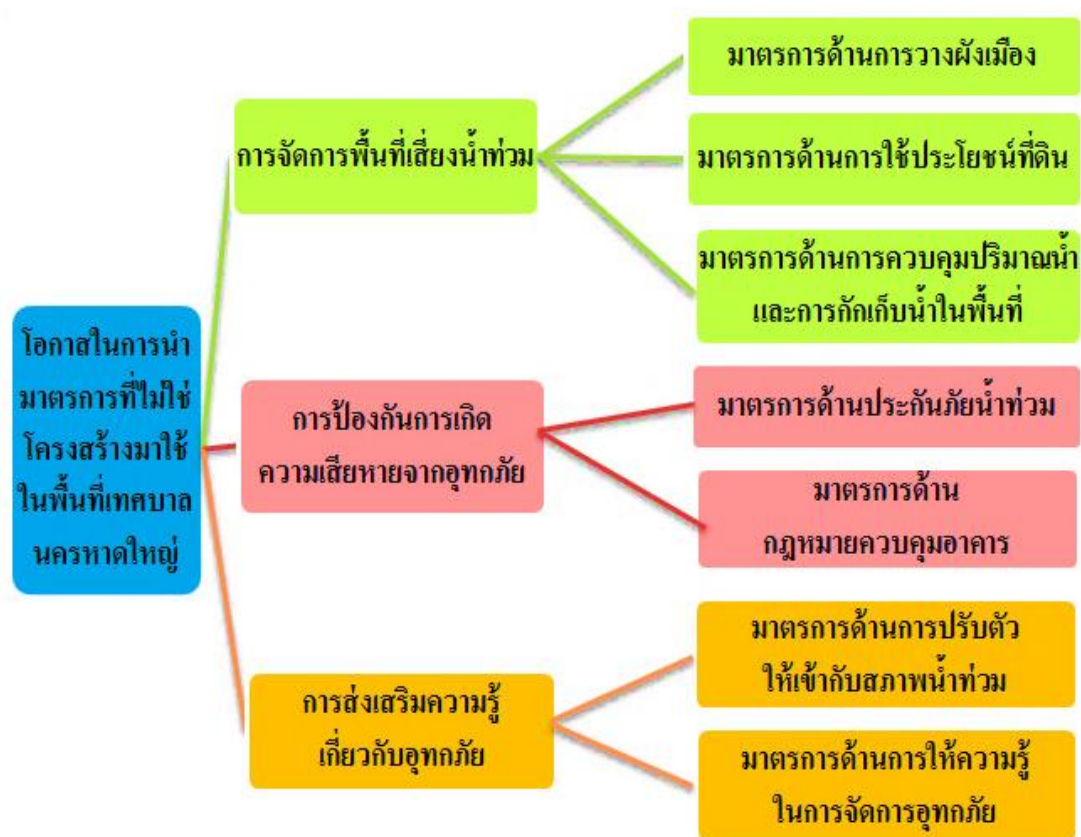 โอกาสในการนำ
มาตรการที่ไม่ใช่
โครงสร้างมาใช้
ในพื้นที่เทศบาล
นครหาดใหญ่
การจัดการพื้นที่เสี่ยงน้ำท่วม
มาตรการด้านการวางผังเมือง
มาตรการด้านการใช้ประโยชน์ที่ดิน
มาตรการด้านการควบคุมปริมาณน้ำ
และการกักเก็บน้ำในพื้นที่
การป้องกันการเกิด
ความเสียหายจากอุทกภัย
มาตรการด้านประกันภัยน้ำท่วม
มาตรการด้าน
กฎหมายควบคุมอาคาร
การส่งเสริมความรู้
เกี่ยวกับอุทกภัย
มาตรการด้านการปรับตัว
ให้เข้ากับสภาพน้ำท่วม
มาตรการด้านการให้ความรู้
ในการจัดการอุทกภัย